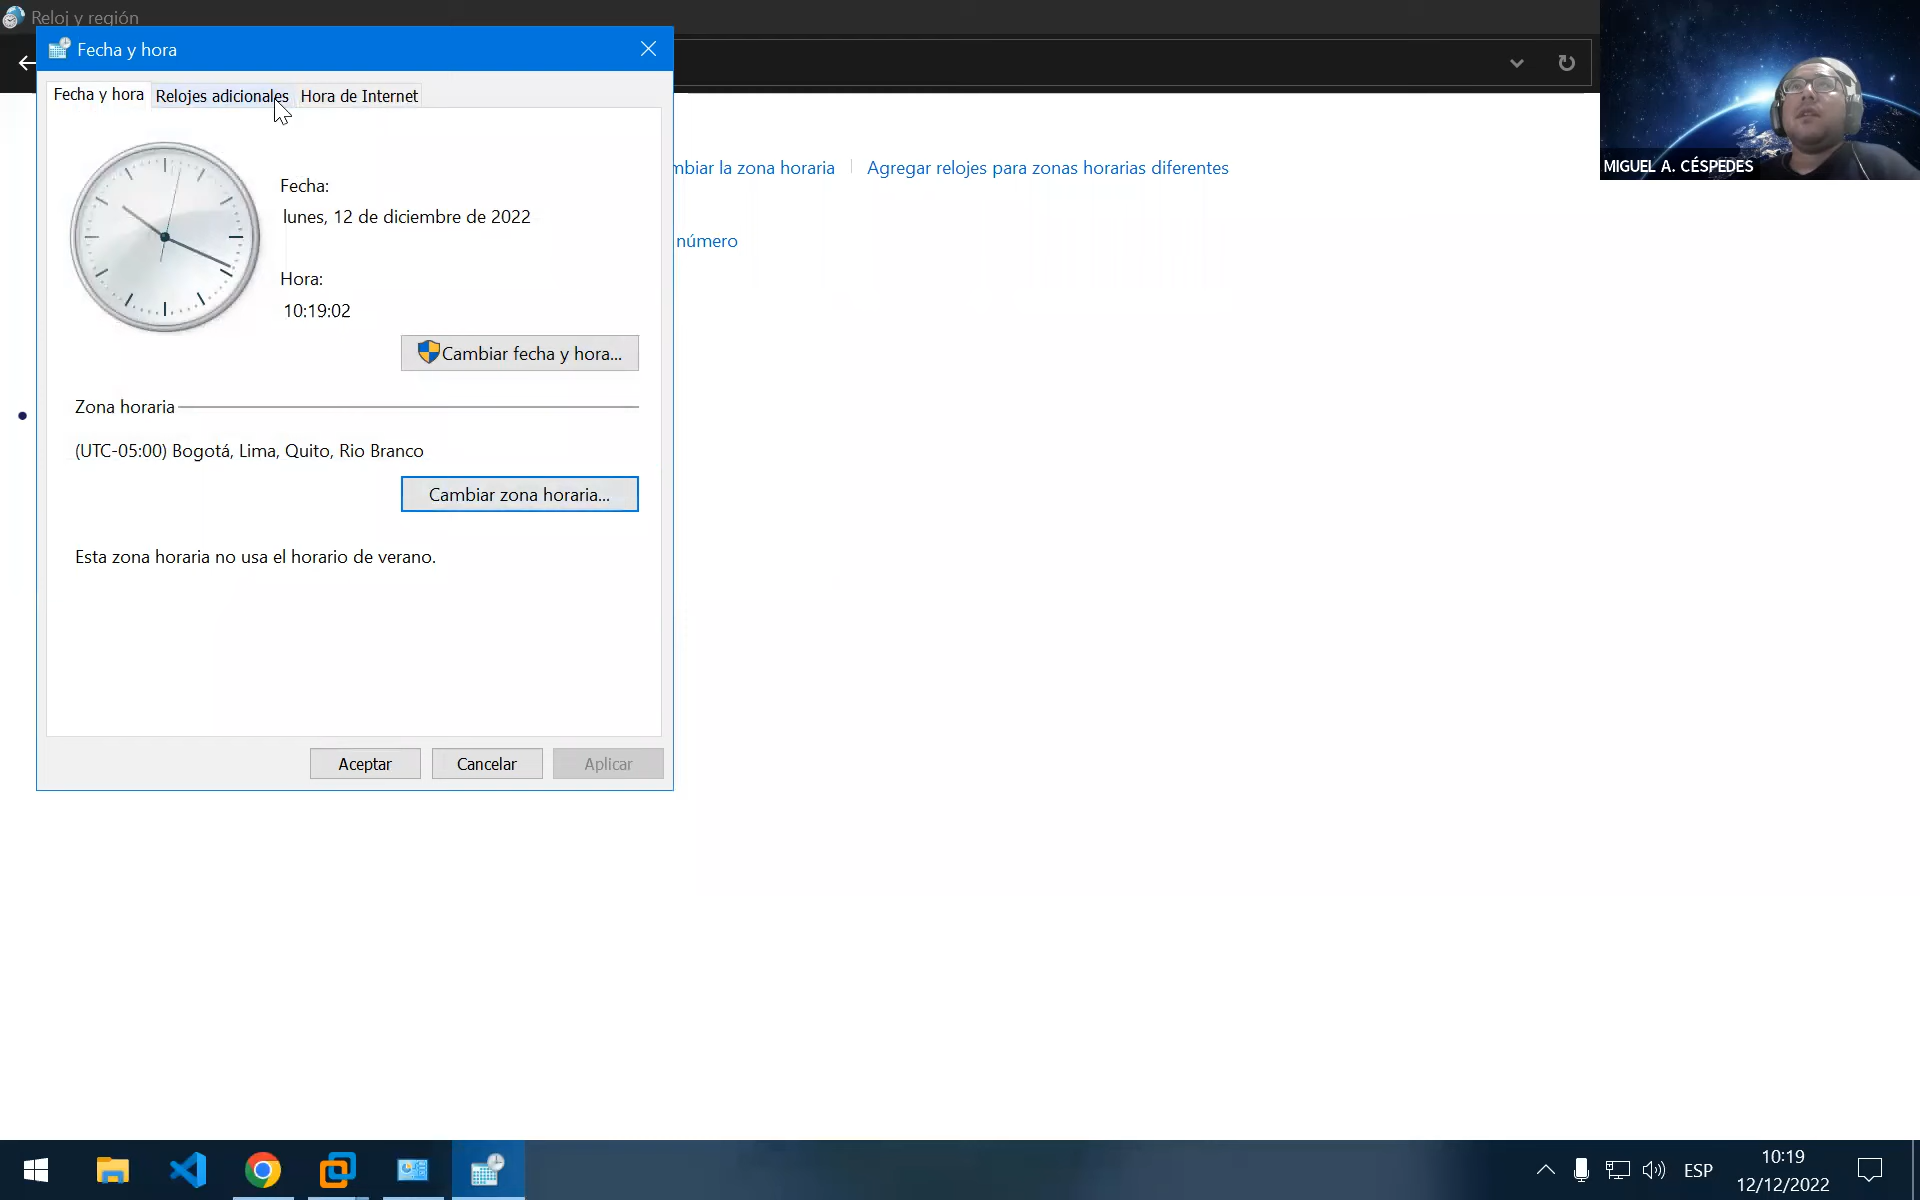 Reloj y región
Fecha y hora
Fecha y hora
Relojes adicionales
Hora de Internet
MIGUEL A. CÉSPEDES
mbiar la zona horaria
Agregar relojes para zonas horarias diferentes
Fecha:
lunes, 12 de diciembre de 2022
número
Hora:
10:19:02
Cambiar fecha y hora...
Zona horaria
(UTC-05:00) Bogotá, Lima, Quito, Rio Branco
Cambiar zona horaria...
Esta zona horaria no usa el horario de verano.
Aceptar
Cancelar
Aplicar
ESP
10:19
12/12/2022